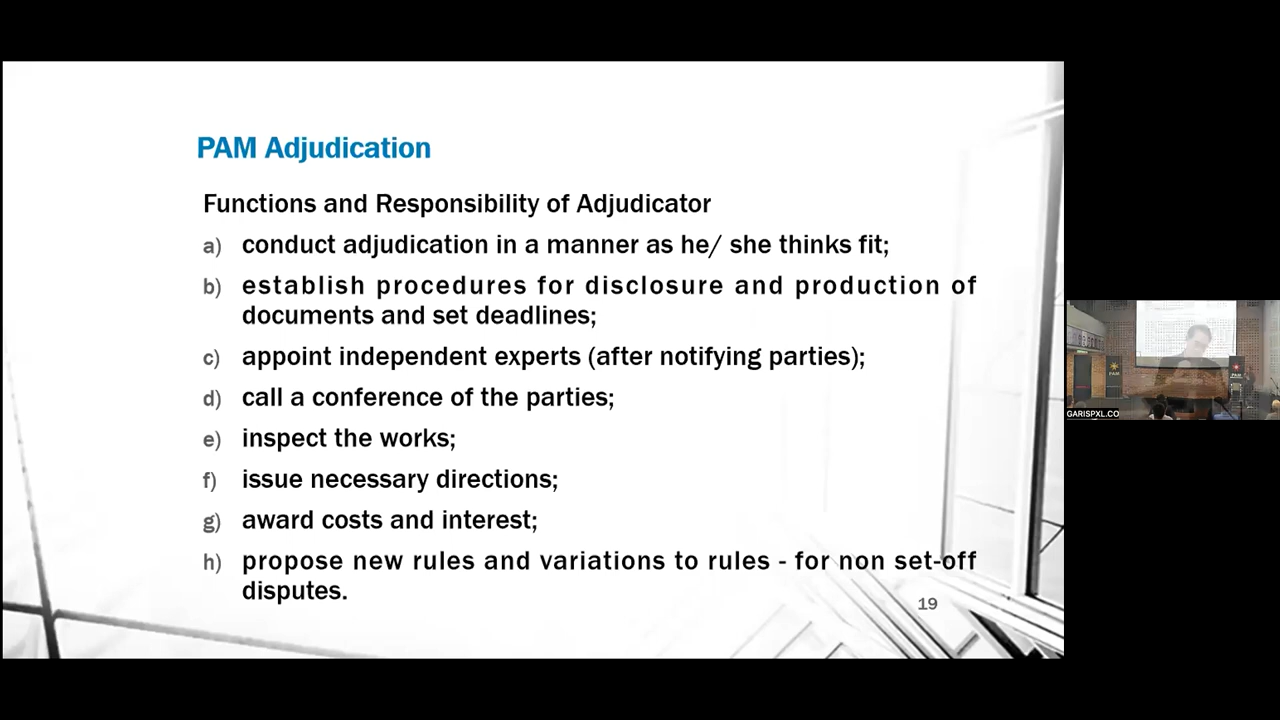 PAM Adjudication
Functions and Responsibility of Adjudicator
a) conduct adjudication in a manner as he/ she thinks fit;
b) establish procedures for disclosure and production of
documents and set deadlines;
c) appoint independent experts (after notifying parties);
d) call a conference of the parties;
e) inspect the works;
f) issue necessary directions;
g) award costs and interest;
h) propose new rules and variations to rules - for non set-off
disputes.
19
PAM
PAM
GARISPXL.CO